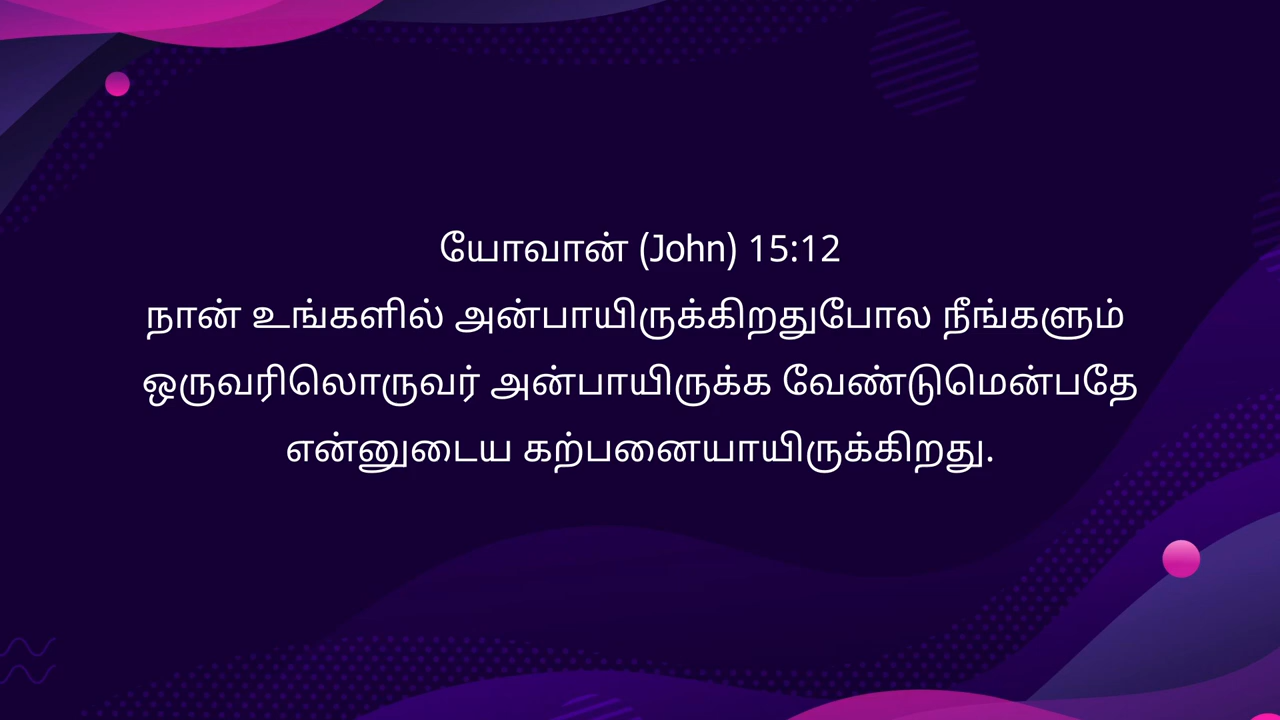 யோவான் (John) 15:12
நான் உங்களில் அன்பாயிருக்கிறதுபோல நீங்களும்
ஒருவரிலொருவர் அன்பாயிருக்க வேண்டுமென்பதே
என்னுடைய கற்பனையாயிருக்கிறது.